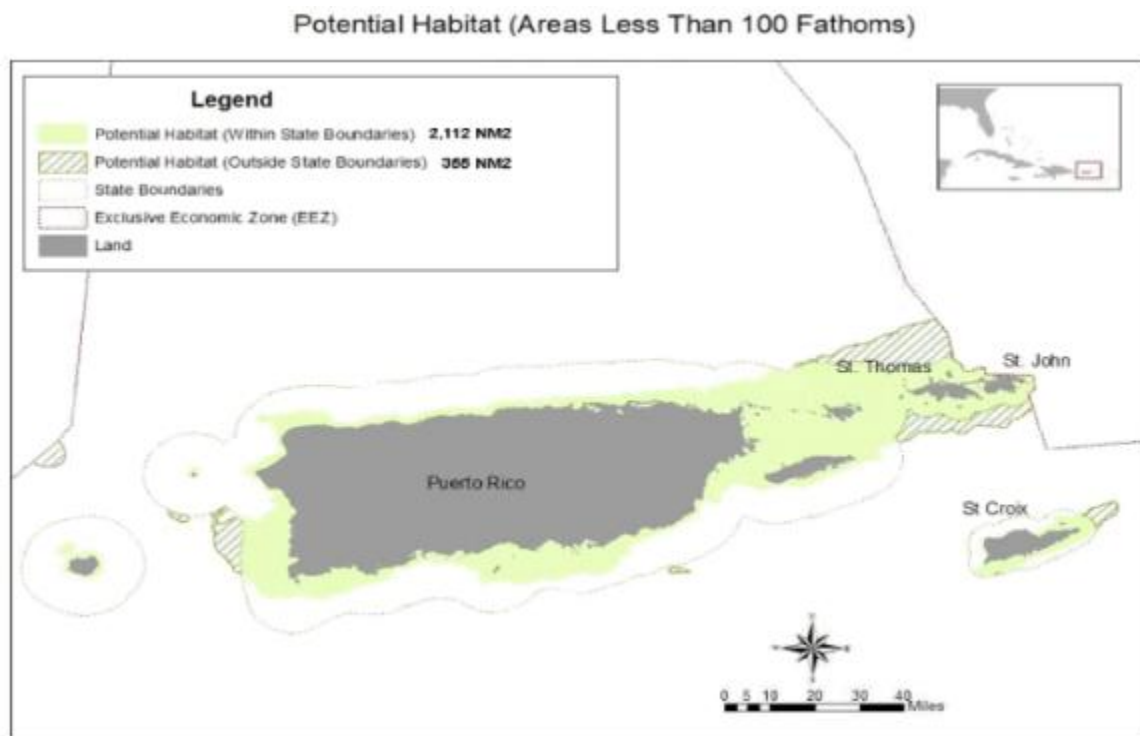 Potential Habitat (Areas Less Than 100 Fathoms)
Legend
Potential Habitat (Within State Boundaries) 2,112 NM2
Potential Habitat (Outside State Boundaries) 355 NM2
State Boundaries
Exclusive Economic Zone (EEZ)
Land
St. Thomas
St. John
Puerto Rico
St Croix
0 5 10 20 30 40
Miles